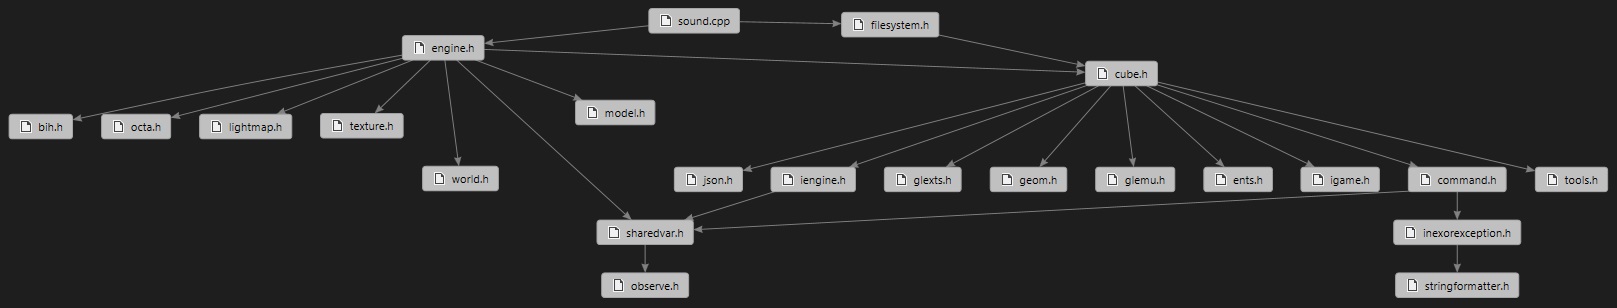 sound.cpp
filesystem.h
engine.h
cube.h
model.h
bih.h
octa.h
lightmap.h
texture.h
world.h
json.h
iengine.h
glexts.h
geom.h
glemu.h
ents.h
igame.h
command.h
tools.h
sharedvar.h
inexorexception.h
observe.h
stringformatter.h